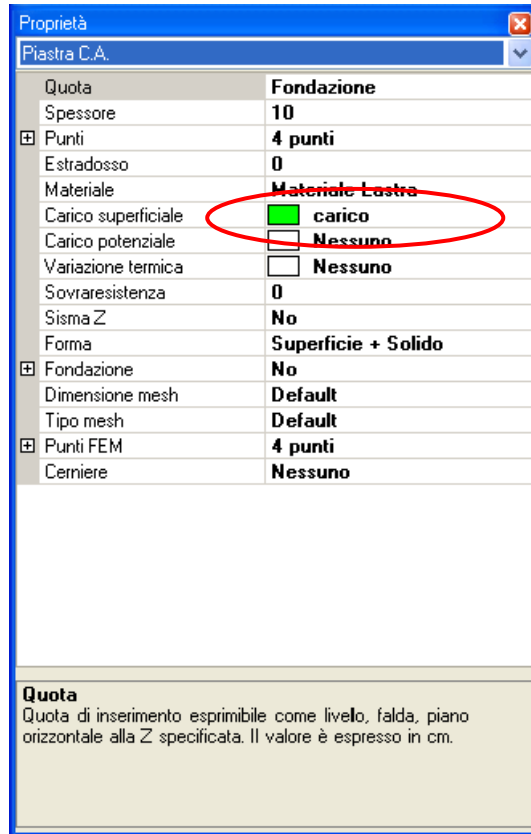 Proprietà
Piastra C.A.
Quota Fondazione
Spessore 10
Punti 4 punti
Estradosso 0
Materiale Materiale Lastra
Carico superficiale carico
Carico potenziale Nessuno
Variazione termica Nessuno
Sovraresistenza 0
Sisma Z No
Forma Superficie + Solido
Fondazione No
Dimensione mesh Default
Tipo mesh Default
Punti FEM 4 punti
Cerniere Nessuno
Quota
Quota di inserimento esprimibile come livelo, falda, piano
orizzontale alla Z specificata. Il valore è espresso in cm.